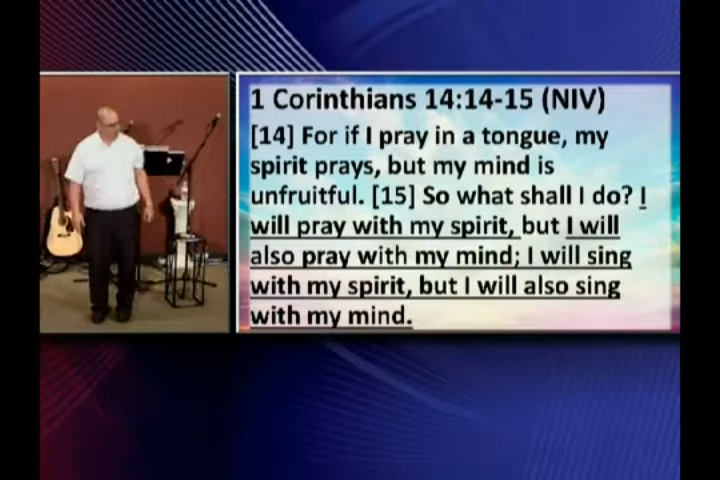 1 Corinthians 14:14-15 (NIV)
[14] For if I pray in a tongue, my
spirit prays, but my mind is
unfruitful. [15] So what shall I do? I
will pray with my spirit, but I will
also pray with my mind; I will sing
with my spirit, but I will also sing
with my mind.